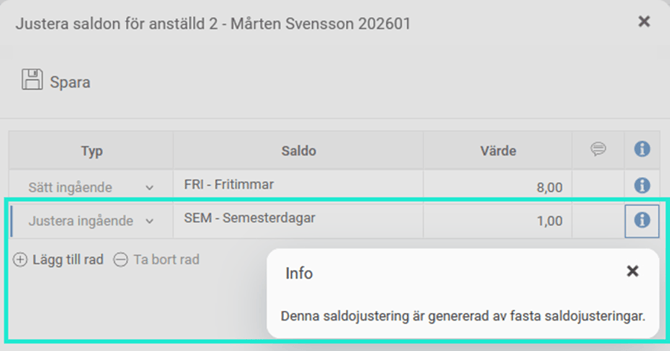 Justera saldon för anställd 2 - Mårten Svensson 202601
Spara
Typ Saldo Värde
Sätt ingående FRI - Fritimmar 8,00
Justera ingående SEM - Semesterdagar 1,00
Lägg till rad Ta bort rad
Info
Denna saldojustering är genererad av fasta saldojusteringar.